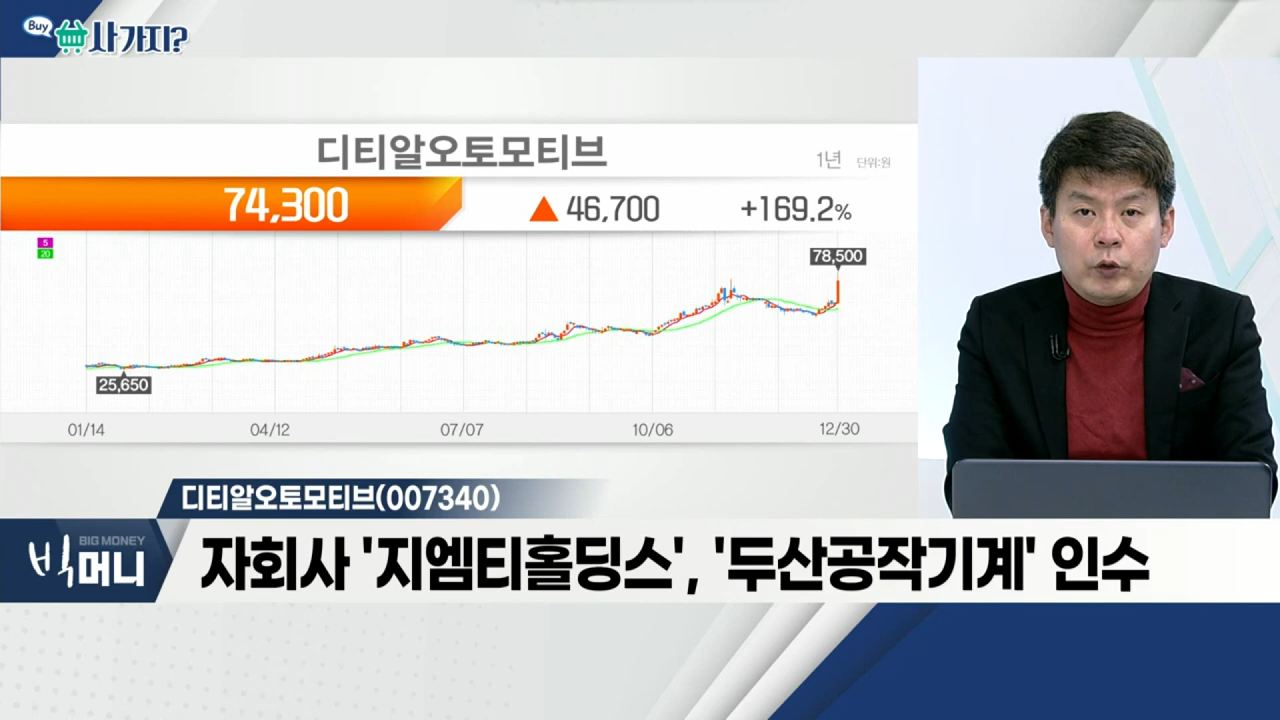 Buy
사가지?
디티알오토모티브
1년 단위:원
74,300 ▲ 46,700 +169.2%
5
20
78,500
25,650
01/14 04/12 07/07 10/06 12/30
디티알오토모티브(007340)
BIG MONEY
빅머니
자회사 '지엠티홀딩스', '두산공작기계' 인수